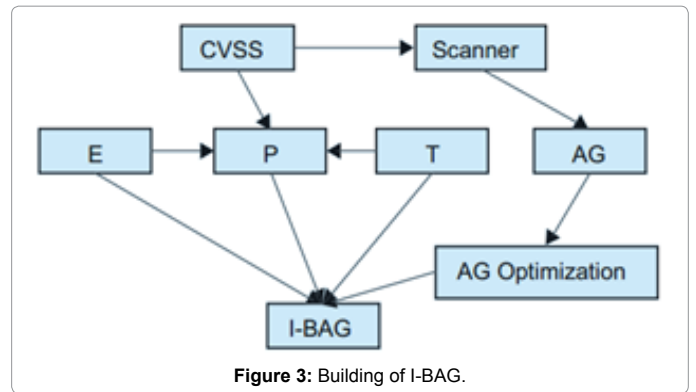 CVSS
Scanner
E
P
T
AG
AG Optimization
I-BAG
Figure 3: Building of I-BAG.